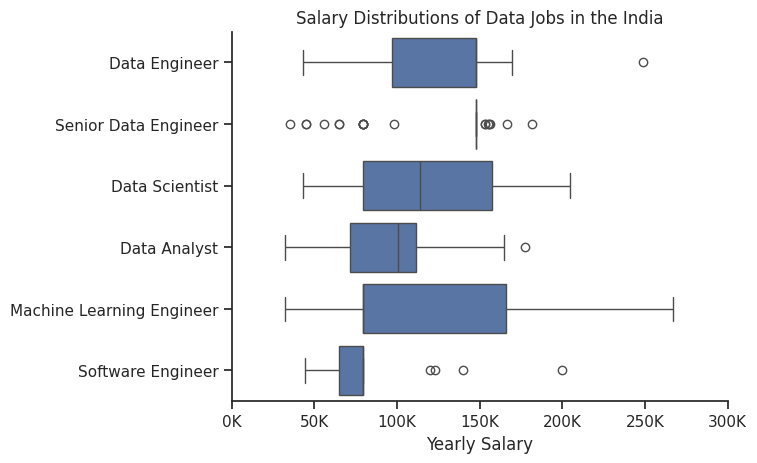 Salary Distributions of Data Jobs in the India
Data Engineer
Senior Data Engineer
Data Scientist
Data Analyst
Machine Learning Engineer
Software Engineer
0K 50K 100K 150K 200K 250K 300K
Yearly Salary